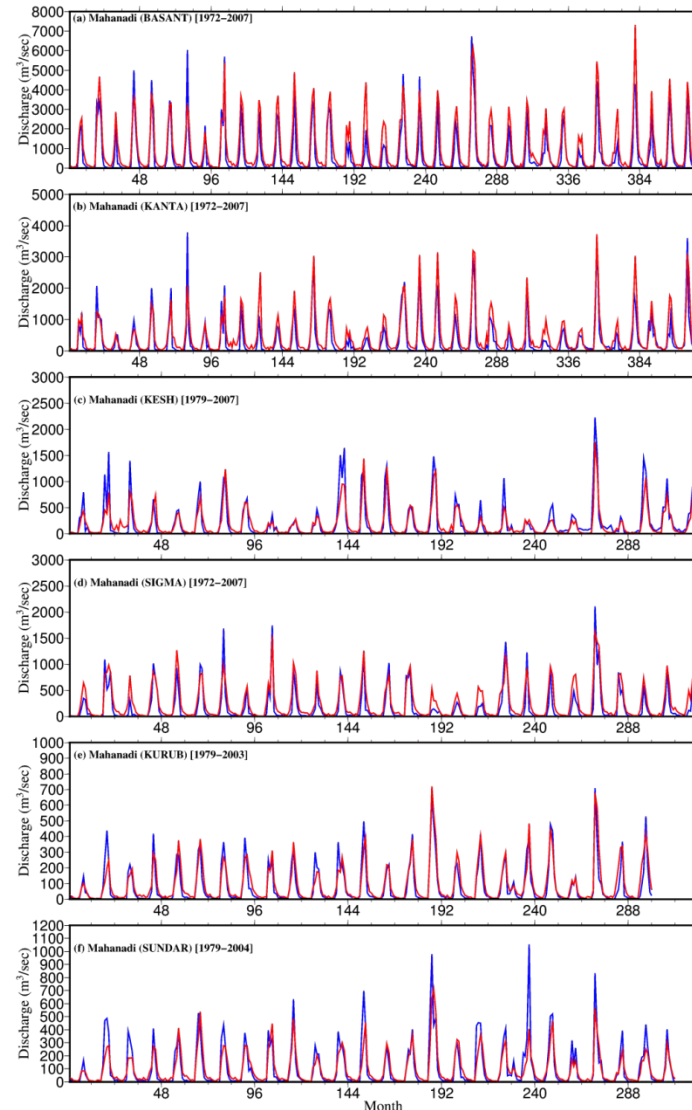 (a) Mahanadi (BASANT) [1972−2007]
8000
7000
6000
5000
4000
3000
2000
1000
0
Discharge (m³/sec)
48 96 144 192 240 288 336 384
(b) Mahanadi (KANTA) [1972−2007]
5000
4000
3000
2000
1000
0
Discharge (m³/sec)
48 96 144 192 240 288 336 384
(c) Mahanadi (KESH) [1979−2007]
3000
2500
2000
1500
1000
500
0
Discharge (m³/sec)
48 96 144 192 240 288
(d) Mahanadi (SIGMA) [1972−2007]
3000
2500
2000
1500
1000
500
0
Discharge (m³/sec)
48 96 144 192 240 288
(e) Mahanadi (KURUB) [1979−2003]
1000
900
800
700
600
500
400
300
200
100
0
Discharge (m³/sec)
48 96 144 192 240 288
(f) Mahanadi (SUNDAR) [1979−2004]
1200
1100
1000
900
800
700
600
500
400
300
200
100
0
Discharge (m³/sec)
48 96 144 192 240 288
Month